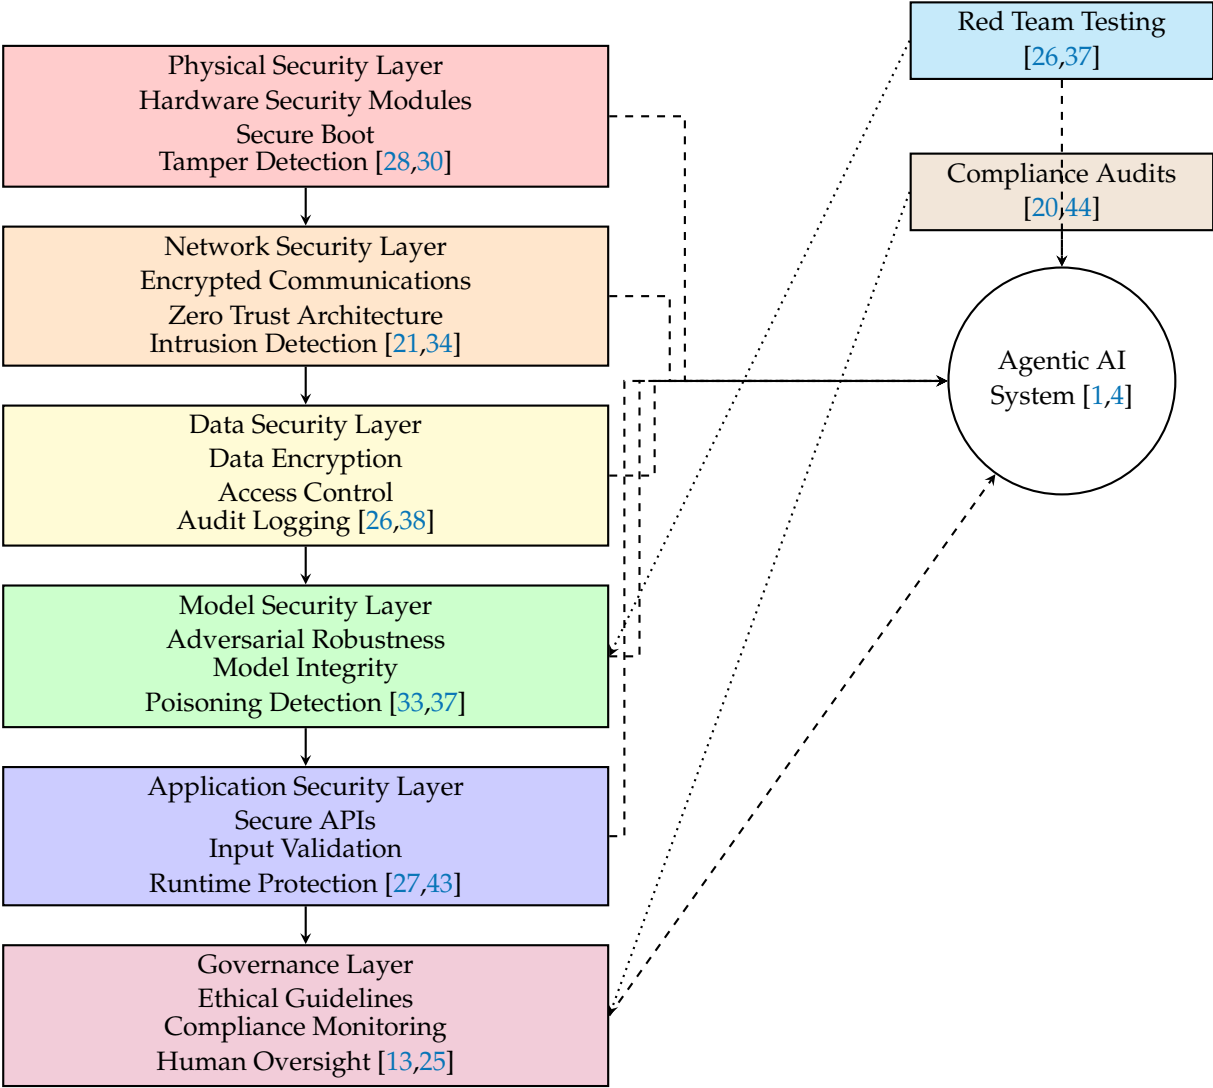 Physical Security Layer
Hardware Security Modules
Secure Boot
Tamper Detection [28,30]
Network Security Layer
Encrypted Communications
Zero Trust Architecture
Intrusion Detection [21,34]
Data Security Layer
Data Encryption
Access Control
Audit Logging [26,38]
Model Security Layer
Adversarial Robustness
Model Integrity
Poisoning Detection [33,37]
Application Security Layer
Secure APIs
Input Validation
Runtime Protection [27,43]
Governance Layer
Ethical Guidelines
Compliance Monitoring
Human Oversight [13,25]
Red Team Testing
[26,37]
Compliance Audits
[20,44]
Agentic AI
System [1,4]